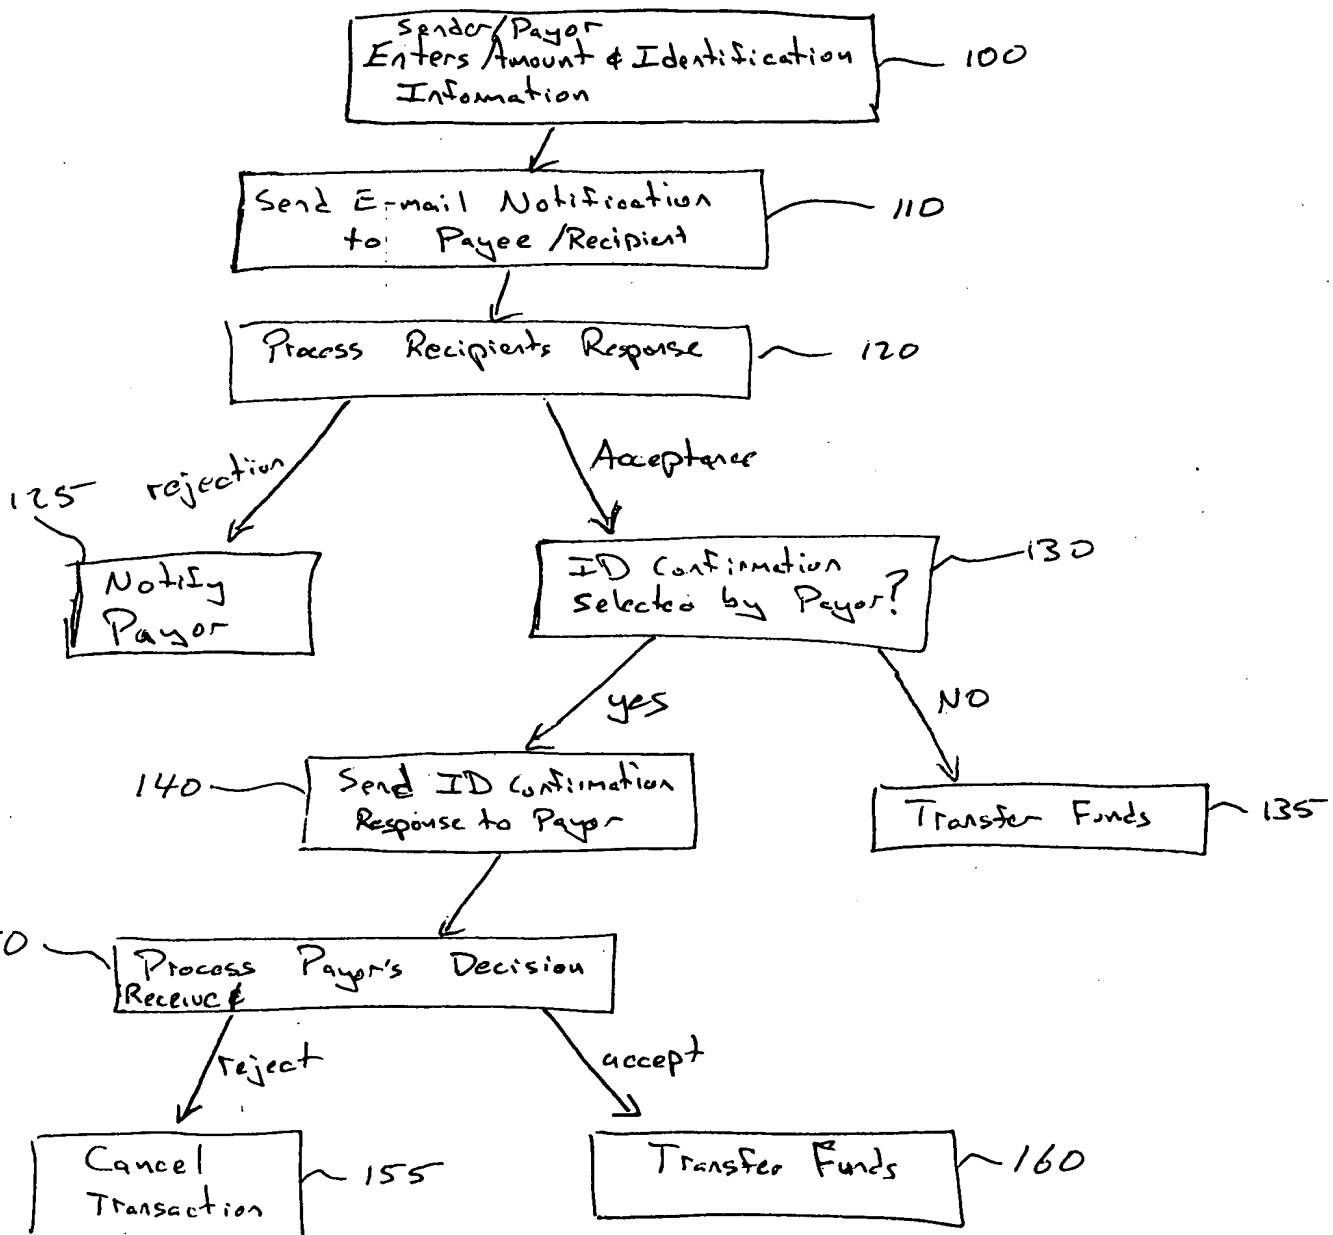 Sender/Payor
Enters Amount & Identification
Information
100
Send E-mail Notification
to Payee/Recipient
110
Process Recipients Response
120
rejection
Acceptance
125
Notify
Payor
ID Confirmation
Selected by Payor?
130
yes
NO
140
Send ID Confirmation
Response to Payor
Transfer Funds
135
50
Process Payor's Decision
Receive &
reject
accept
Cancel
Transaction
155
Transfer Funds
160